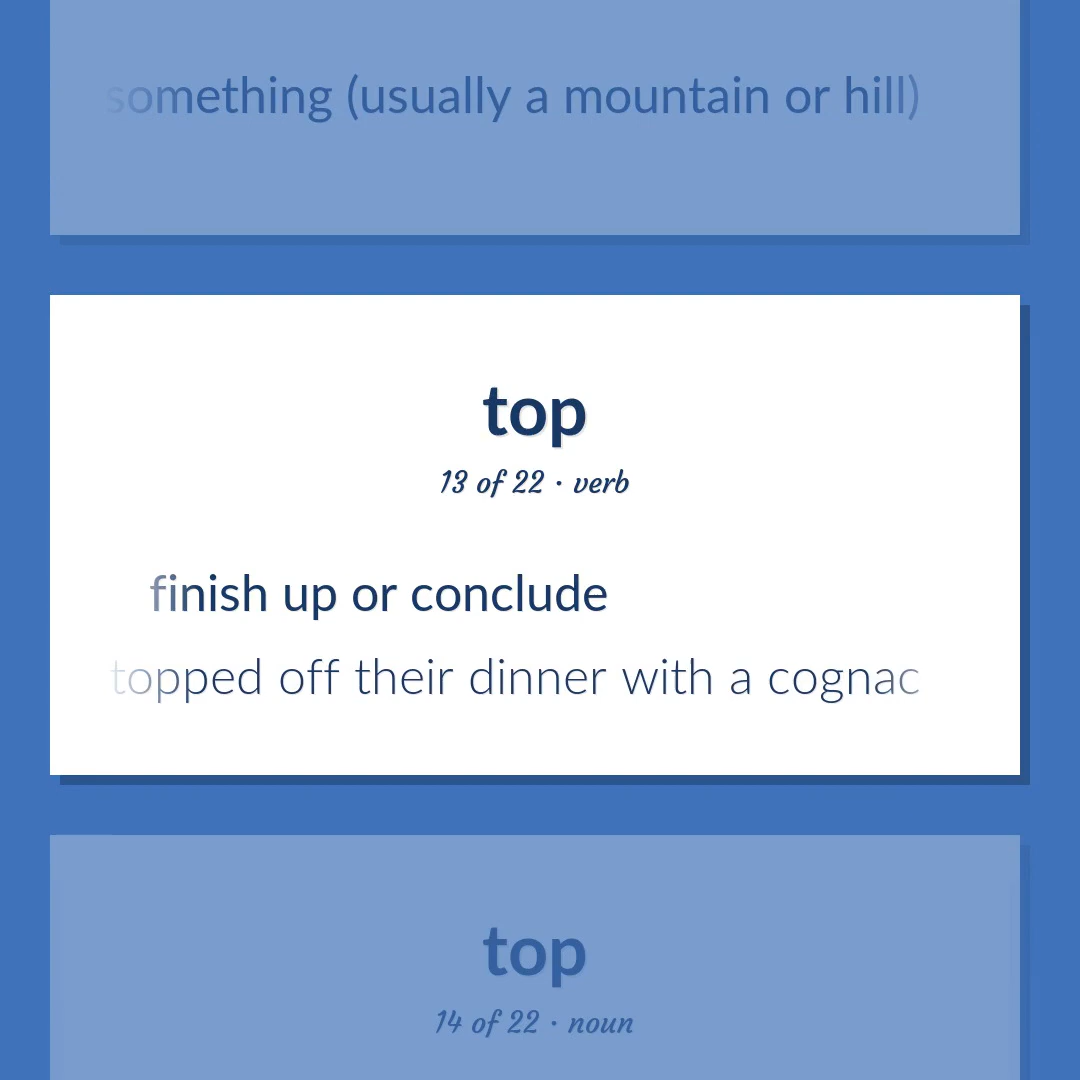 something (usually a mountain or hill)
top
13 of 22 · verb
finish up or conclude
topped off their dinner with a cognac
top
14 of 22 · noun